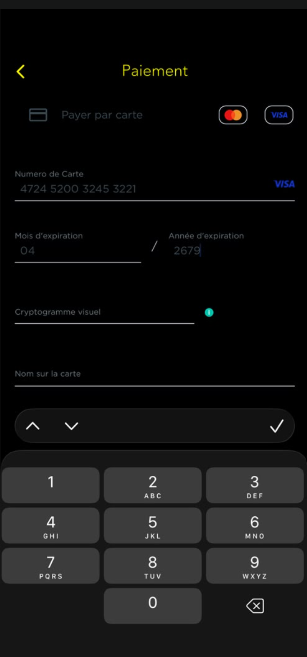 Paiement
Payer par carte
VISA
Numero de Carte
4724 5200 3245 3221
VISA
Mois d'expiration / Année d'expiration
04 2679
Cryptogramme visuel
i
Nom sur la carte
1 2 3
ABC DEF
4 5 6
GHI JKL MNO
7 8 9
PQRS TUV WXYZ
0